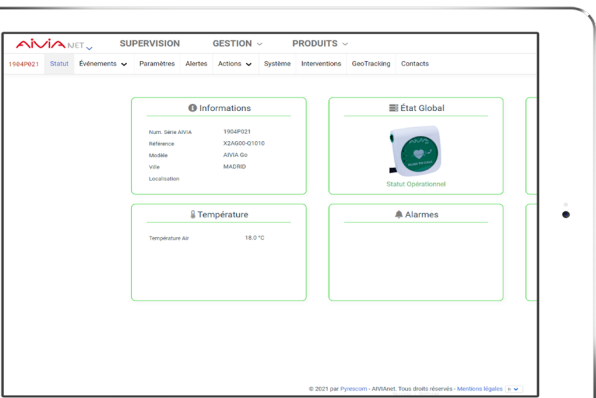 AIVIA NET SUPERVISION GESTION PRODUITS
1904P021 Statut Événements Paramètres Alertes Actions Système Interventions GeoTracking Contacts
Informations
Num. Série AIVIA 1904P021
Référence X2AG00-01010
Modèle AIVIA Go
Ville MADRID
Localisation
État Global
Statut Opérationnel
Température
Température Air 18.0 °C
Alarmes
© 2021 par Pyrescom - AIVIAnet. Tous droits réservés - Mentions légales